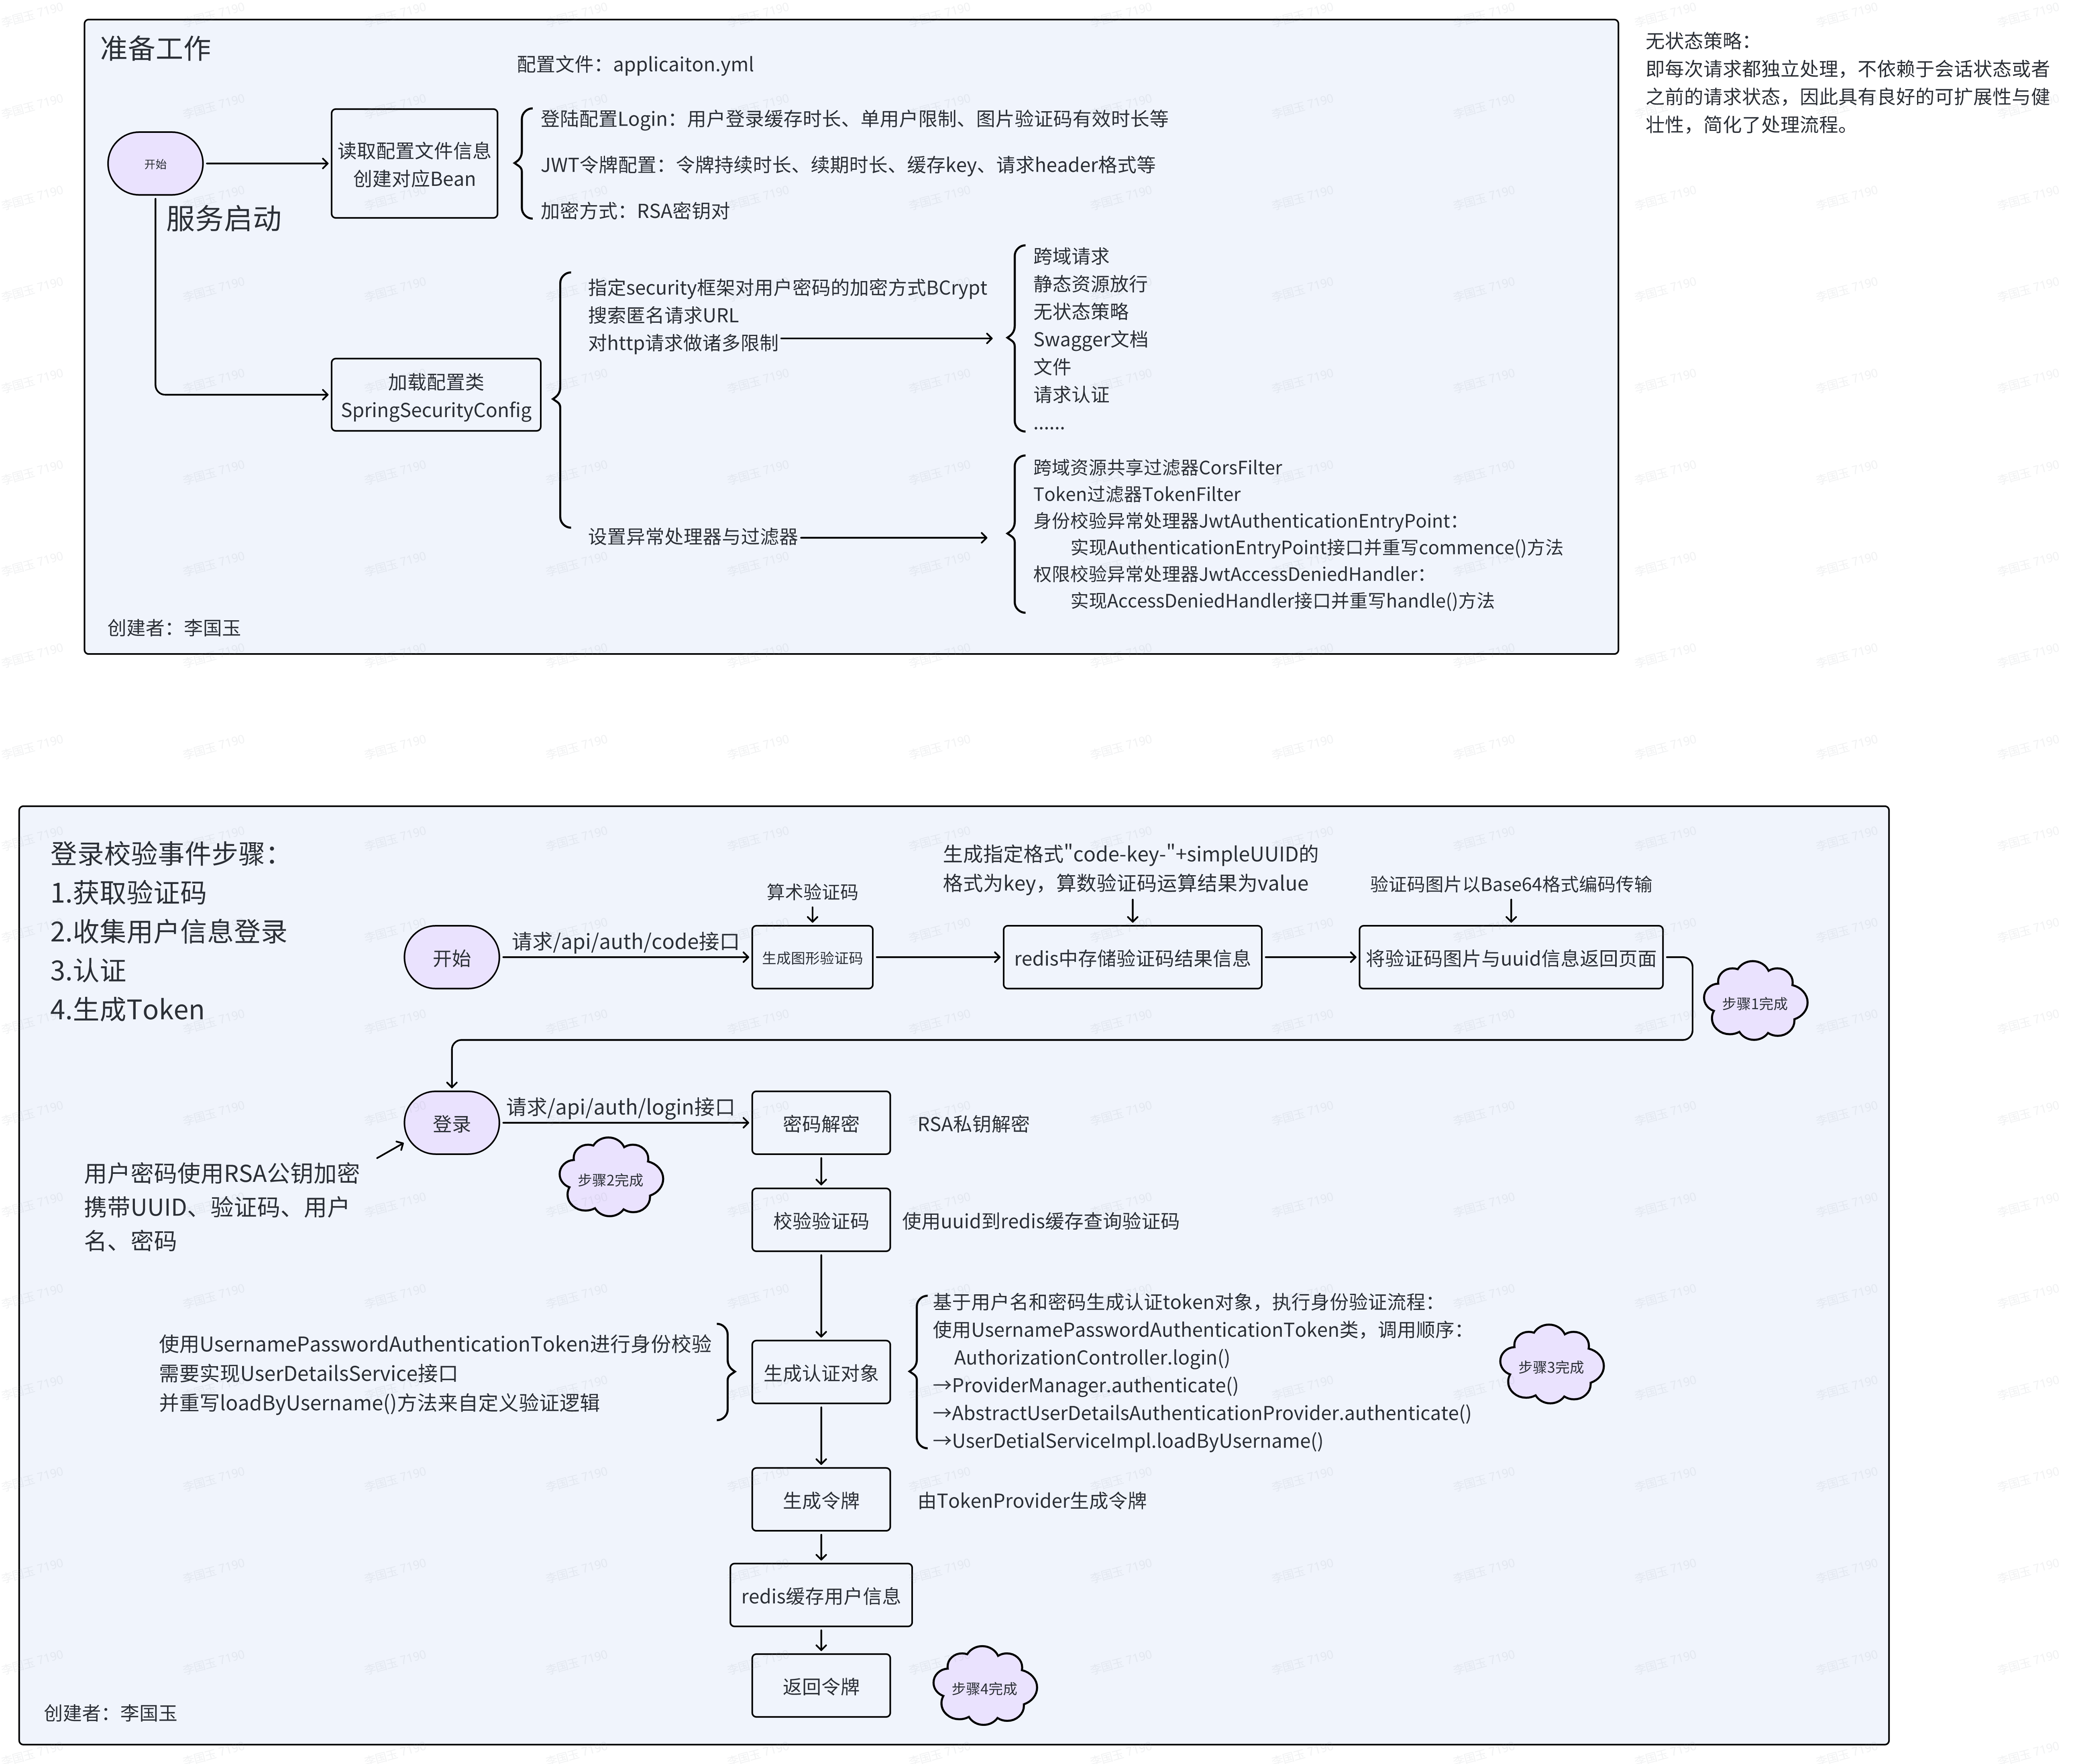 准备工作
配置文件：applicaiton.yml
开始
服务启动
读取配置文件信息
创建对应Bean
登陆配置Login：用户登录缓存时长、单用户限制、图片验证码有效时长等
JWT令牌配置：令牌持续时长、续期时长、缓存key、请求header格式等
加密方式：RSA密钥对
加载配置类
SpringSecurityConfig
指定security框架对用户密码的加密方式BCrypt
搜索匿名请求URL
对http请求做诸多限制
跨域请求
静态资源放行
无状态策略
Swagger文档
文件
请求认证
......
设置异常处理器与过滤器
跨域资源共享过滤器CorsFilter
Token过滤器TokenFilter
身份校验异常处理器JwtAuthenticationEntryPoint：
实现AuthenticationEntryPoint接口并重写commence()方法
权限校验异常处理器JwtAccessDeniedHandler：
实现AccessDeniedHandler接口并重写handle()方法
创建者：李国玉
无状态策略：
即每次请求都独立处理，不依赖于会话状态或者
之前的请求状态，因此具有良好的可扩展性与健
壮性，简化了处理流程。
登录校验事件步骤：
1.获取验证码
2.收集用户信息登录
3.认证
4.生成Token
开始
请求/api/auth/code接口
算术验证码
生成图形验证码
生成指定格式"code-key-"+simpleUUID的
格式为key，算数验证码运算结果为value
redis中存储验证码结果信息
验证码图片以Base64格式编码传输
将验证码图片与uuid信息返回页面
步骤1完成
登录
请求/api/auth/login接口
步骤2完成
用户密码使用RSA公钥加密
携带UUID、验证码、用户
名、密码
密码解密
RSA私钥解密
校验验证码
使用uuid到redis缓存查询验证码
使用UsernamePasswordAuthenticationToken进行身份校验
需要实现UserDetailsService接口
并重写loadByUsername()方法来自定义验证逻辑
生成认证对象
基于用户名和密码生成认证token对象，执行身份验证流程：
使用UsernamePasswordAuthenticationToken类，调用顺序：
AuthorizationController.login()
→ProviderManager.authenticate()
→AbstractUserDetailsAuthenticationProvider.authenticate()
→UserDetialServiceImpl.loadByUsername()
步骤3完成
生成令牌
由TokenProvider生成令牌
redis缓存用户信息
返回令牌
步骤4完成
创建者：李国玉
李国玉 7190